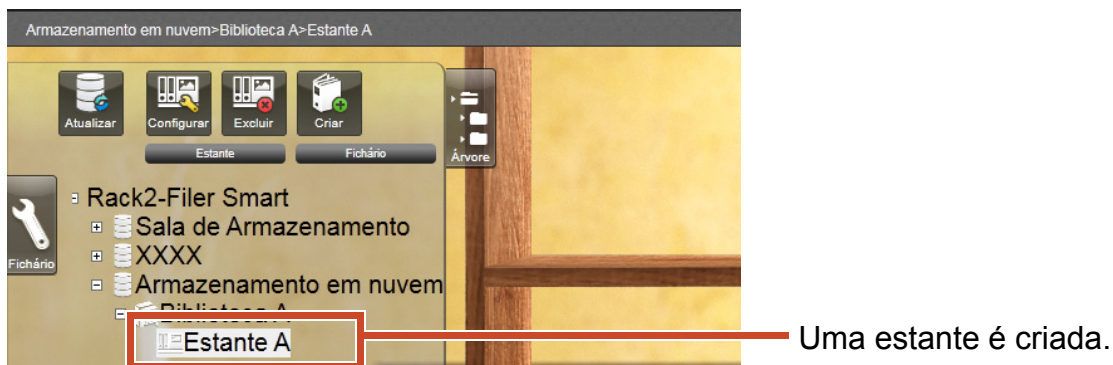 Armazenamento em nuvem>Biblioteca A>Estante A
Atualizar
Configurar
Excluir
Criar
Estante
Fichário
Árvore
Fichário
Rack2-Filer Smart
Sala de Armazenamento
XXXX
Armazenamento em nuvem
Biblioteca A
Estante A
Uma estante é criada.